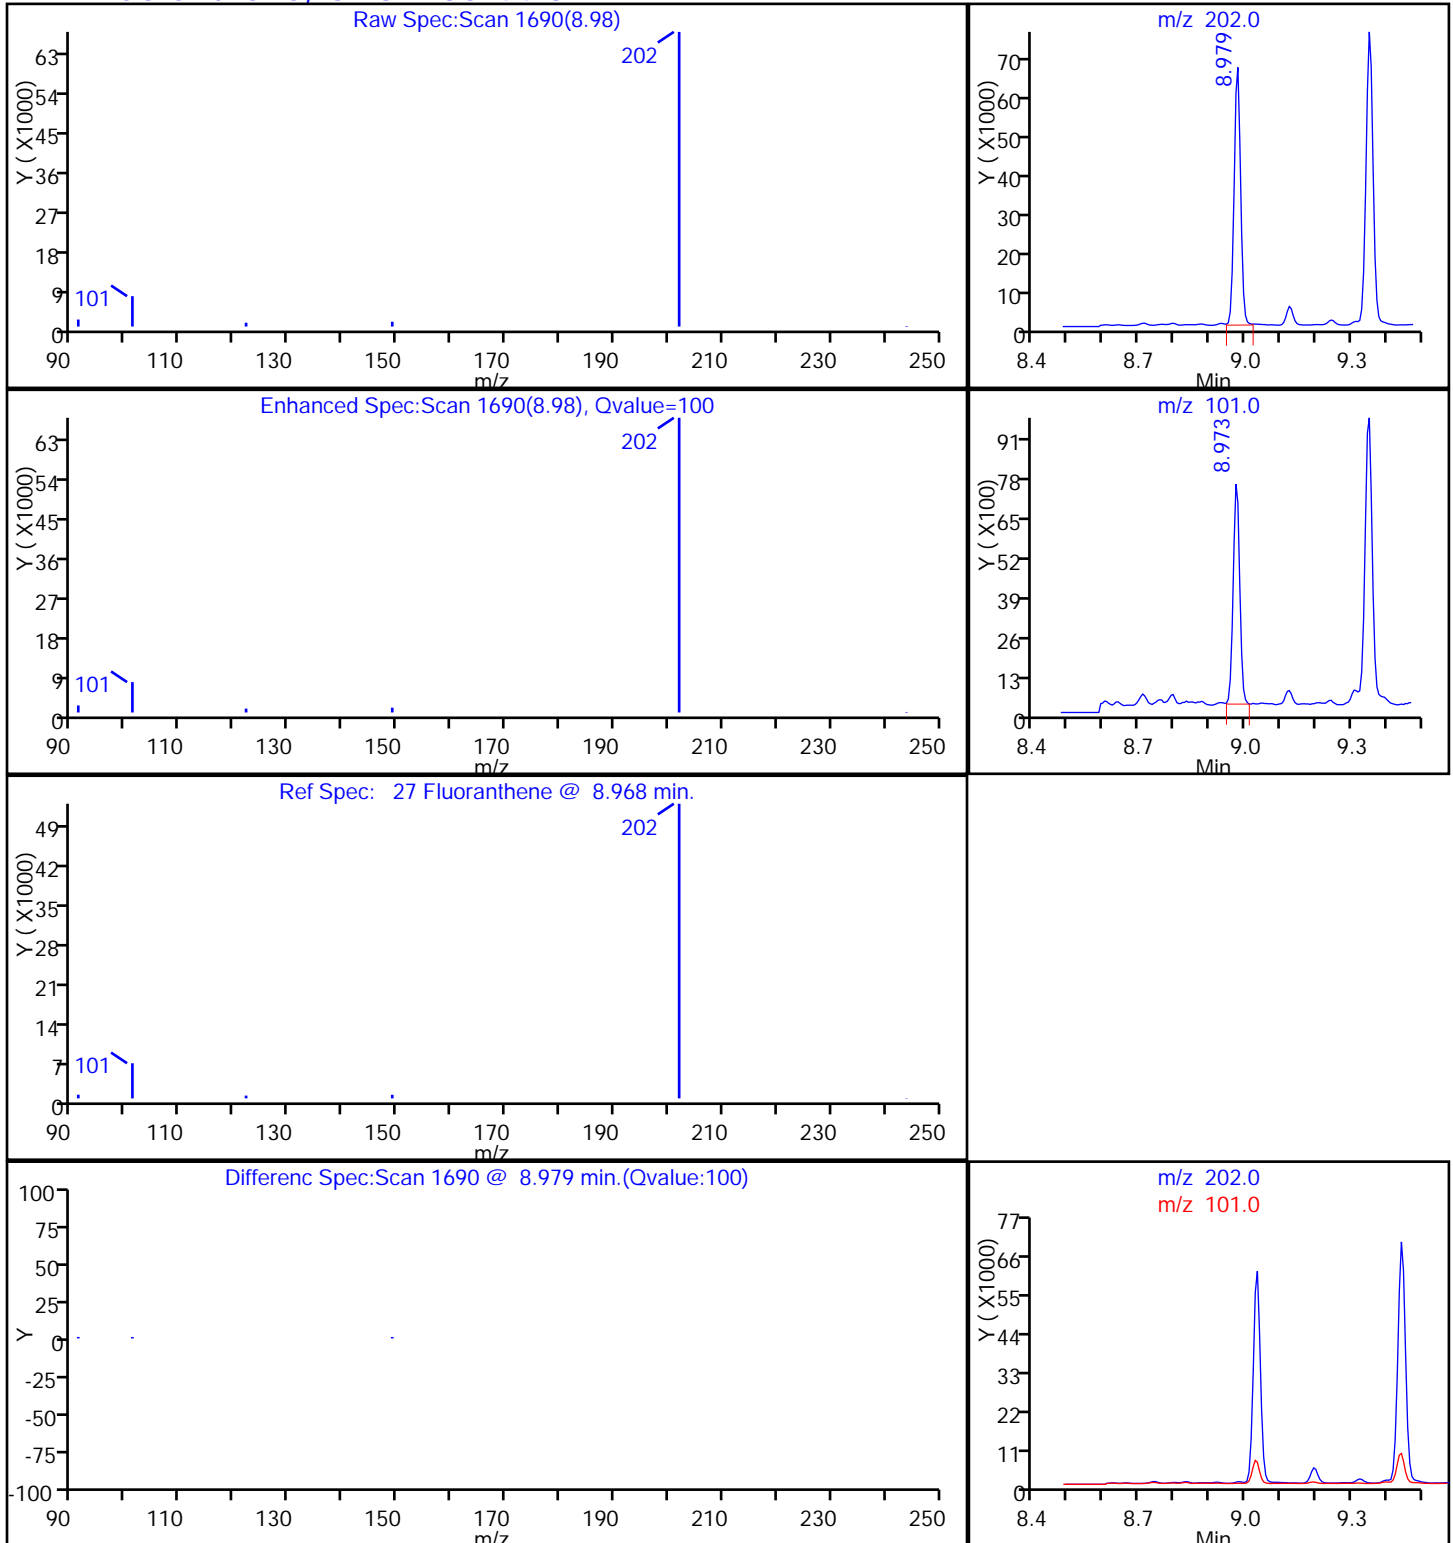 Raw Spec:Scan 1690(8.98)
Y ( X1000)
63
54
45
36
27
18
9
0
202
101
90 110 130 150 170 190 210 230 250
m/z
m/z 202.0
Y ( X1000)
70
60
50
40
30
20
10
0
8.979
8.4 8.7 9.0 9.3
Min
Enhanced Spec:Scan 1690(8.98), Qvalue=100
Y ( X1000)
63
54
45
36
27
18
9
0
202
101
90 110 130 150 170 190 210 230 250
m/z
m/z 101.0
Y ( X100)
91
78
65
52
39
26
13
0
8.973
8.4 8.7 9.0 9.3
Min
Ref Spec: 27 Fluoranthene @ 8.968 min.
Y ( X1000)
49
42
35
28
21
14
7
0
202
101
90 110 130 150 170 190 210 230 250
m/z
Differenc Spec:Scan 1690 @ 8.979 min.(Qvalue:100)
Y
100
75
50
25
0
-25
-50
-75
-100
90 110 130 150 170 190 210 230 250
m/z
m/z 202.0
m/z 101.0
Y ( X1000)
77
66
55
44
33
22
11
0
8.4 8.7 9.0 9.3
Min